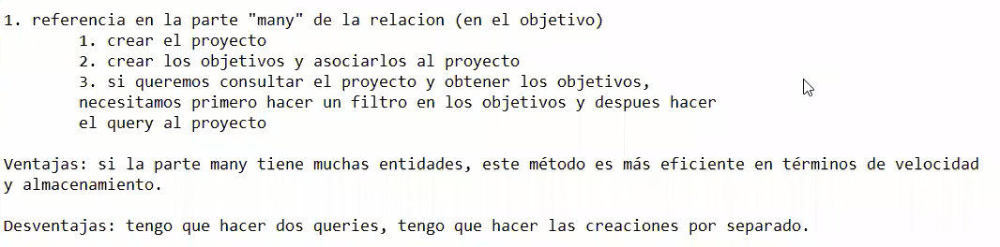 1. referencia en la parte "many" de la relacion (en el objetivo)
1. crear el proyecto
2. crear los objetivos y asociarlos al proyecto
3. si queremos consultar el proyecto y obtener los objetivos,
necesitamos primero hacer un filtro en los objetivos y despues hacer
el query al proyecto
Ventajas: si la parte many tiene muchas entidades, este método es más eficiente en términos de velocidad
y almacenamiento.
Desventajas: tengo que hacer dos queries, tengo que hacer las creaciones por separado.